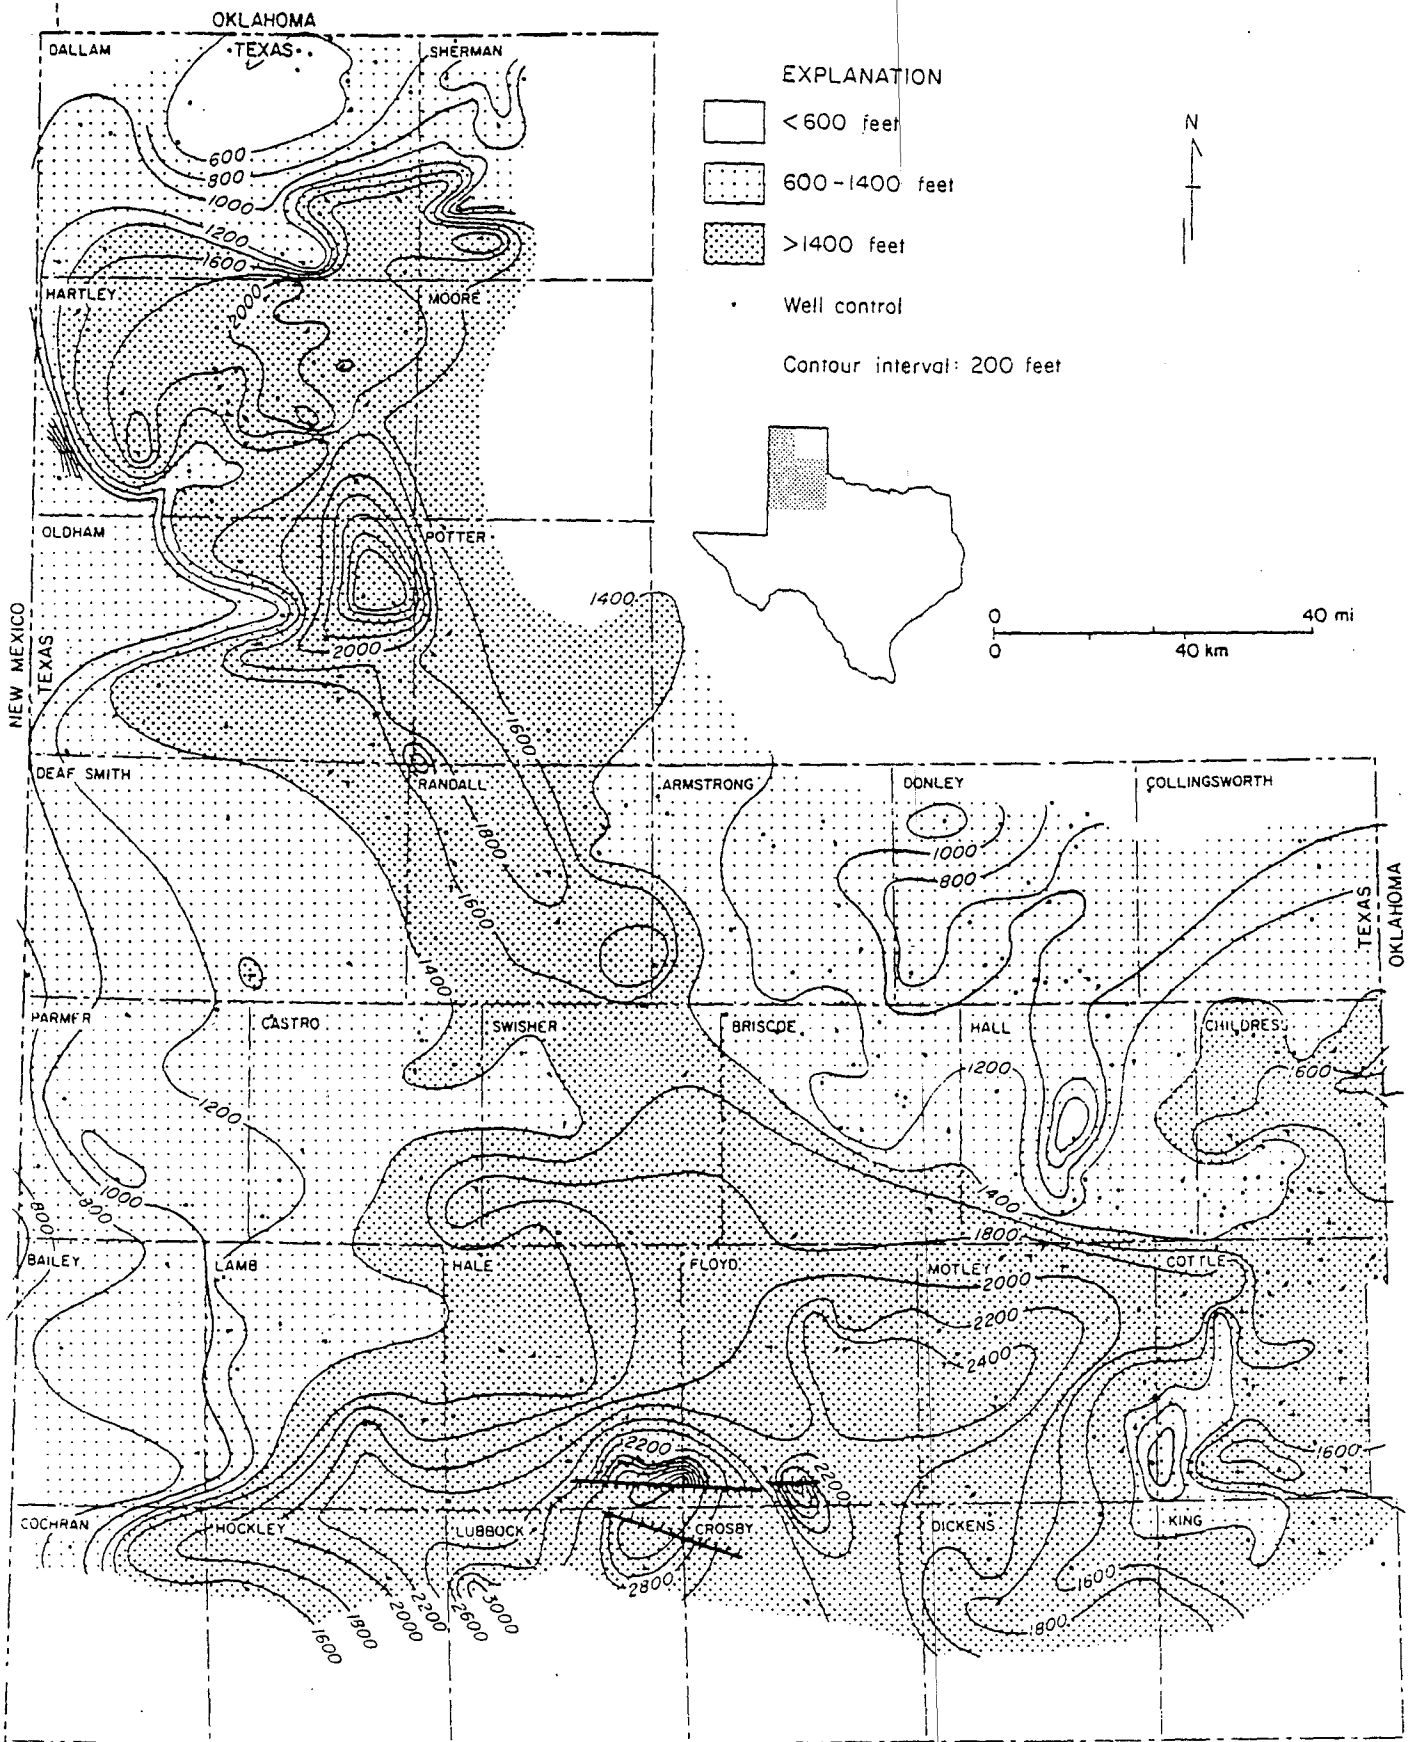 OKLAHOMA
TEXAS
DALLAM
SHERMAN
EXPLANATION
<600 feet
600-1400 feet
>1400 feet
Well control
Contour interval: 200 feet
N
600
800
1000
1200
1600
HARTLEY
MOORE
2000
OLDHAM
POTTER
1400
0 40 mi
0 40 km
NEW MEXICO
TEXAS
2000
1600
DEAF SMITH
RANDALL
ARMSTRONG
DONLEY
COLLINGSWORTH
1800
1000
800
1600
TEXAS
OKLAHOMA
1400
PARMER
CASTRO
SWISHER
BRISCOE
HALL
CHILDRESS
1200
600
1200
1000
800
800
1400
1800
BAILEY
LAMB
HALE
FLOYD
MOTLEY
COTTLE
2000
2200
2400
2200
2200
1600
COCHRAN
HOCKLEY
LUBBOCK
CROSBY
DICKENS
KING
2800
1600
1800
1600
1800
2000
2200
2600
3000